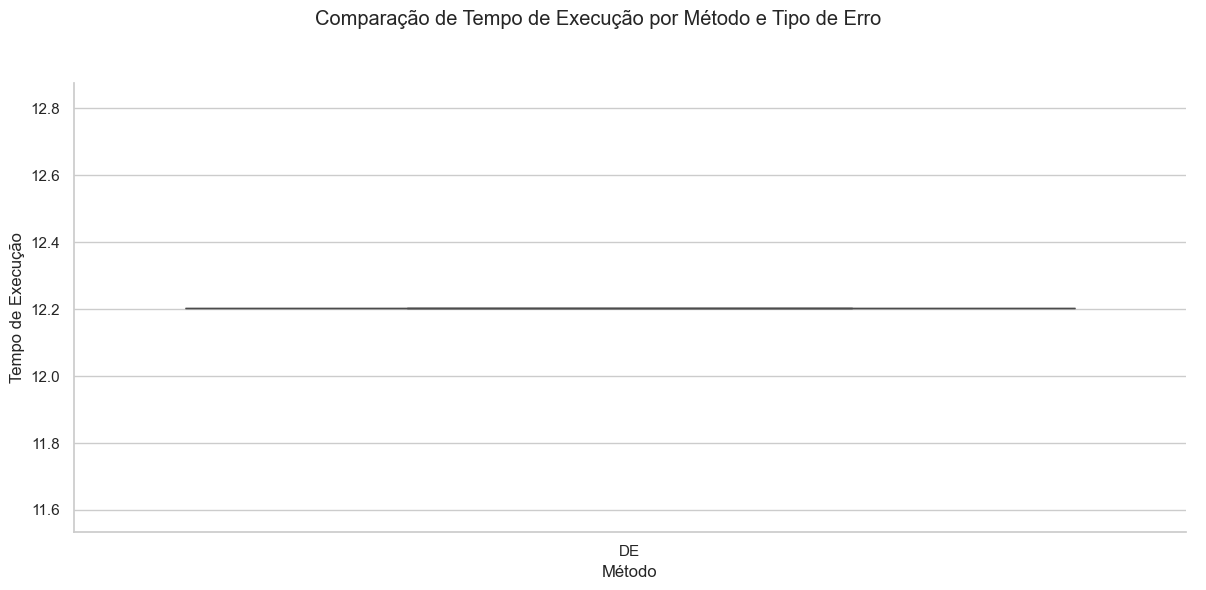 Comparação de Tempo de Execução por Método e Tipo de Erro
Tempo de Execução
12.8
12.6
12.4
12.2
12.0
11.8
11.6
DE
Método